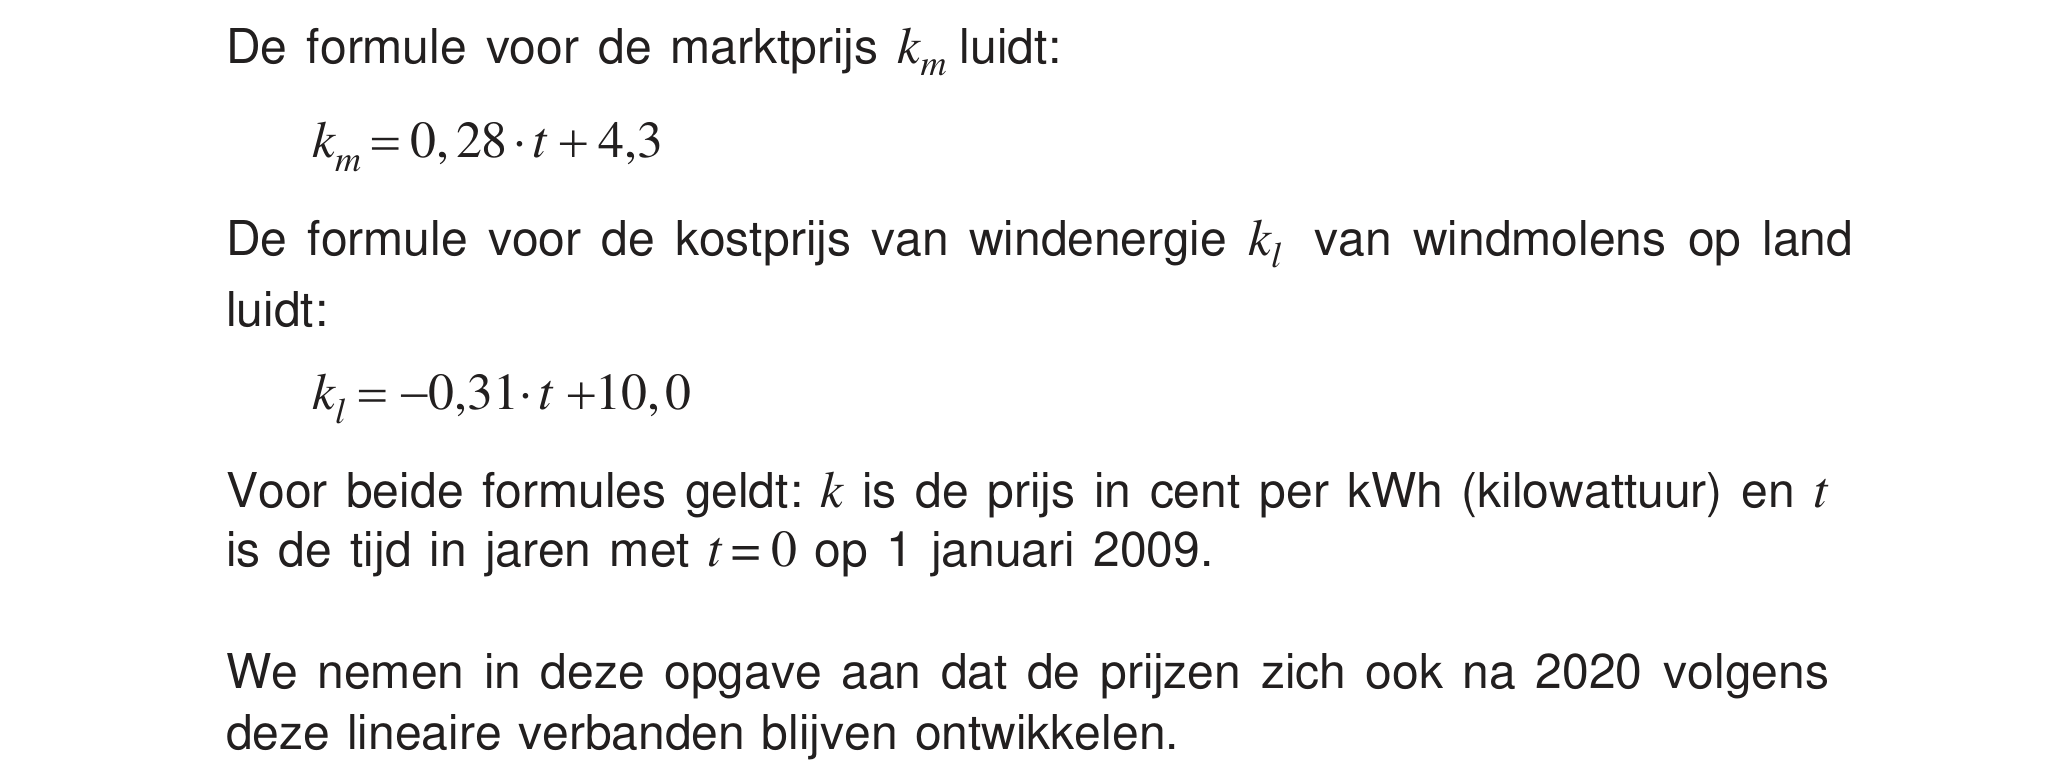 De formule voor de marktprijs k_m luidt:
k_m = 0,28 · t + 4,3
De formule voor de kostprijs van windenergie k_l van windmolens op land
luidt:
k_l = −0,31 · t + 10,0
Voor beide formules geldt: k is de prijs in cent per kWh (kilowattuur) en t
is de tijd in jaren met t = 0 op 1 januari 2009.
We nemen in deze opgave aan dat de prijzen zich ook na 2020 volgens
deze lineaire verbanden blijven ontwikkelen.